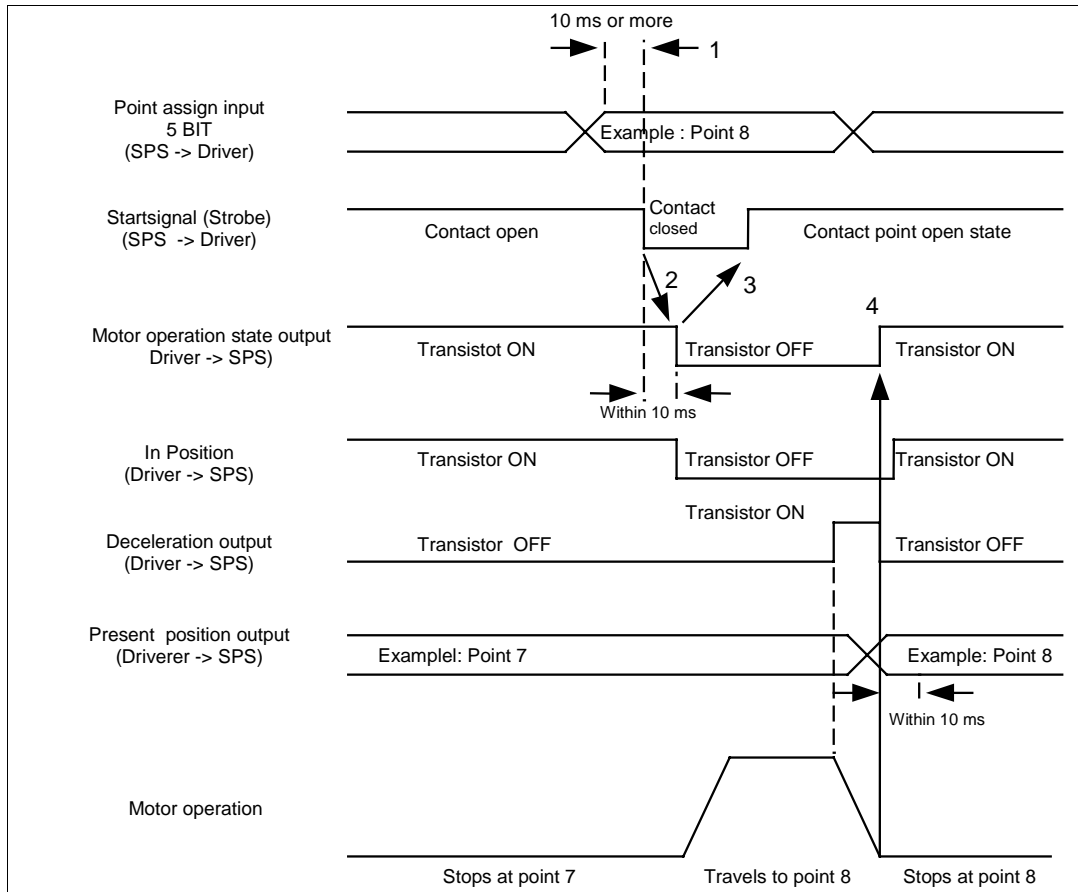 10 ms or more
1
Point assign input
5 BIT
(SPS -> Driver)
Example : Point 8
Startsignal (Strobe)
(SPS -> Driver)
Contact open
Contact
closed
Contact point open state
2
3
4
Motor operation state output
Driver -> SPS)
Transistot ON
Transistor OFF
Transistor ON
Within 10 ms
In Position
(Driver -> SPS)
Transistor ON
Transistor OFF
Transistor ON
Transistor ON
Deceleration output
(Driver -> SPS)
Transistor OFF
Transistor OFF
Present position output
(Driverer -> SPS)
Examplel: Point 7
Example: Point 8
Within 10 ms
Motor operation
Stops at point 7
Travels to point 8
Stops at point 8